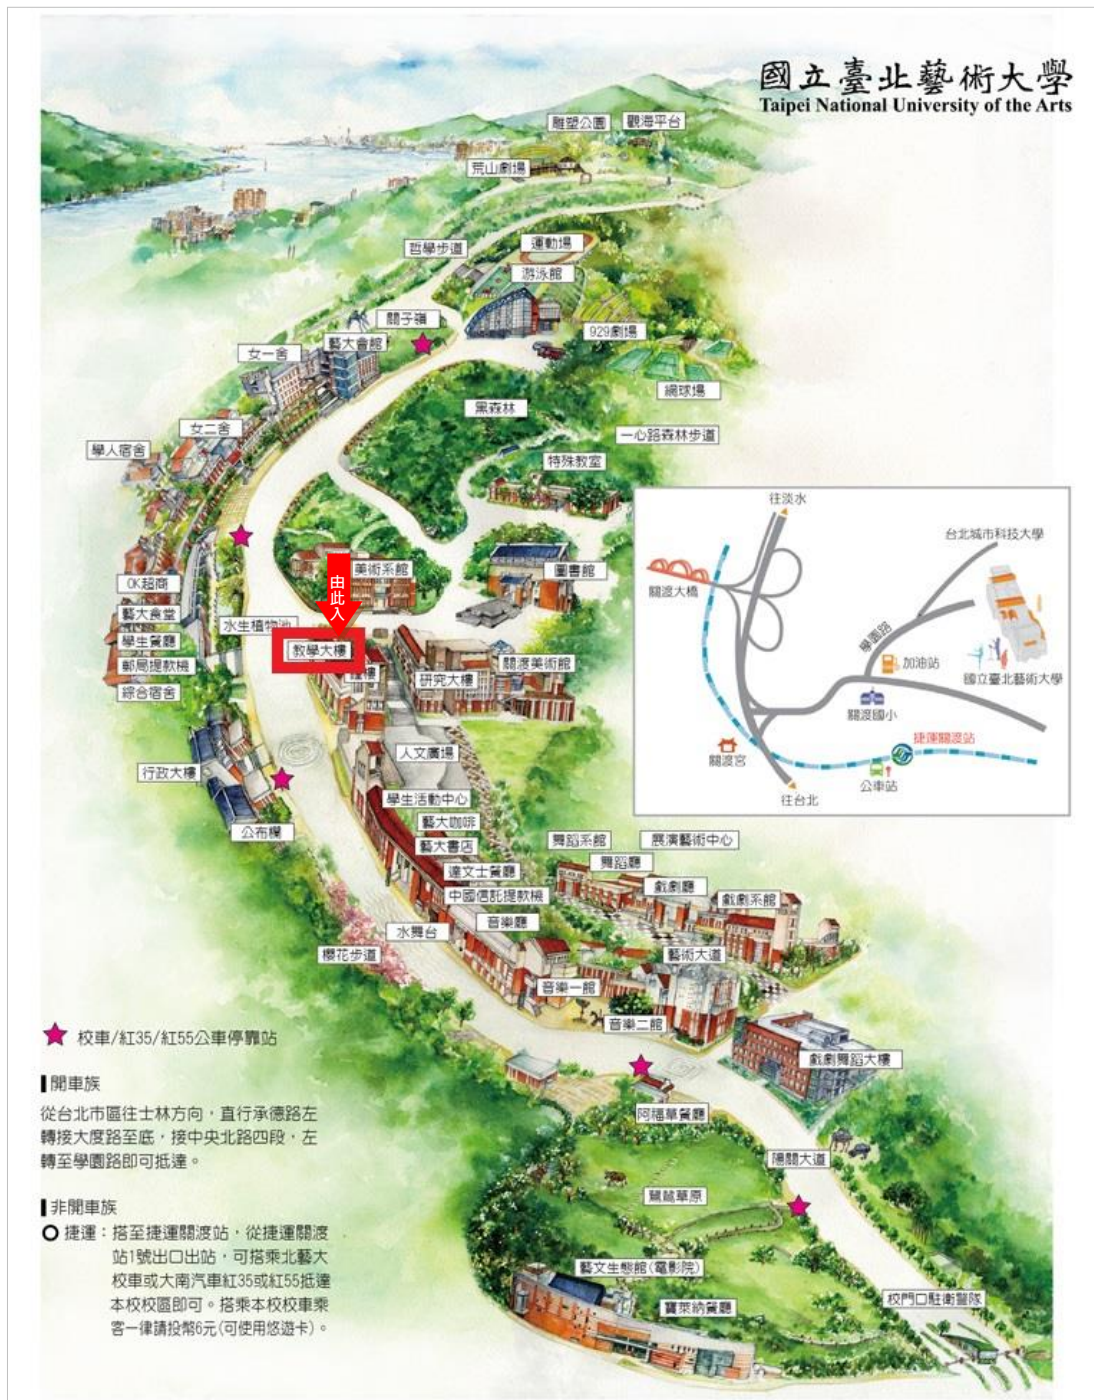 國立臺北藝術大學
Taipei National University of the Arts
雕塑公園
觀海平台
荒山劇場
哲學步道
運動場
游泳館
關子嶺
929劇場
藝大會館
女一舍
網球場
黑森林
女二舍
一心路森林步道
學人宿舍
特殊教室
往淡水
台北城市科技大學
關渡大橋
學園路
加油站
國立臺北藝術大學
關渡國小
捷運關渡站
關渡宮
公車站
往台北
OK超商
美術系館
圖書館
由此入
藝大食堂
水生植物池
學生餐廳
教學大樓
郵局提款機
鐘樓
研究大樓
關渡美術館
綜合宿舍
人文廣場
行政大樓
學生活動中心
公布欄
藝大咖啡
藝大書店
舞蹈系館
展演藝術中心
舞蹈廳
達文士餐廳
戲劇廳
中國信託提款機
戲劇系館
音樂廳
水舞台
櫻花步道
藝術大道
音樂一館
音樂二館
戲劇舞蹈大樓
校車/紅35/紅55公車停靠站
阿福草餐廳
開車族
從台北市區往士林方向，直行承德路左
轉接大度路至底，接中央北路四段，左
轉至學園路即可抵達。
陽關大道
鷺鷥草原
非開車族
捷運：搭至捷運關渡站，從捷運關渡
站1號出口出站，可搭乘北藝大
校車或大南汽車紅35或紅55抵達
本校校區即可。搭乘本校校車乘
客一律請投幣6元(可使用悠遊卡)。
藝文生態館(電影院)
寶萊納餐廳
校門口駐衛警隊